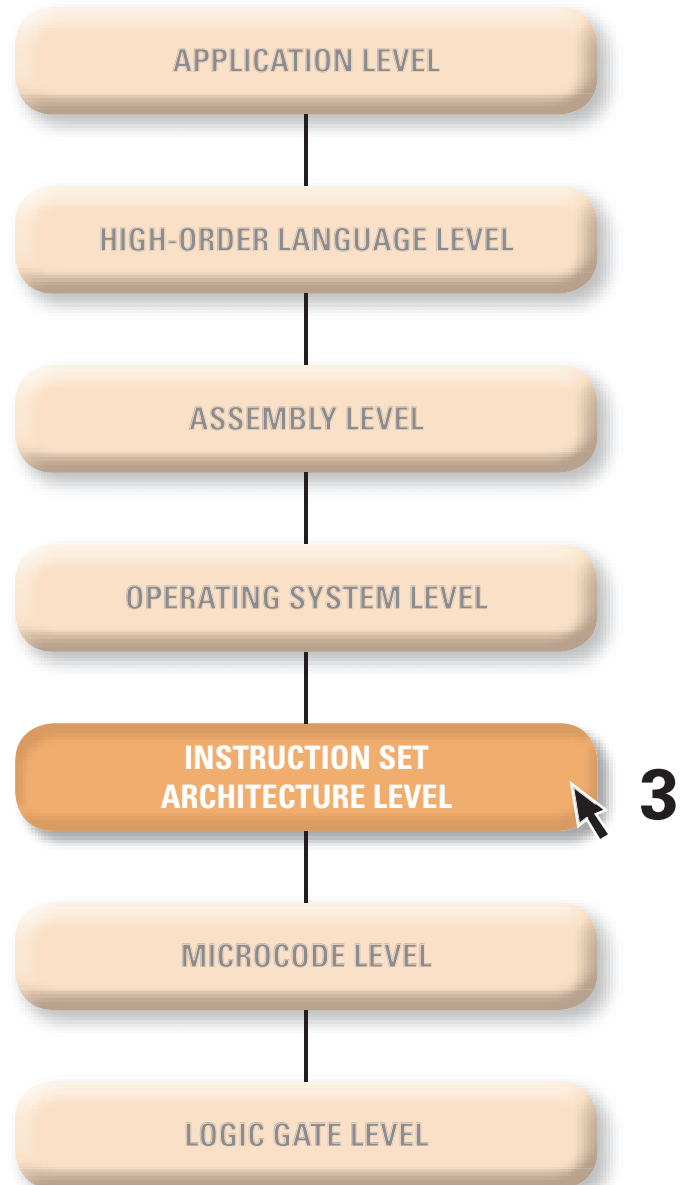 APPLICATION LEVEL
HIGH-ORDER LANGUAGE LEVEL
ASSEMBLY LEVEL
OPERATING SYSTEM LEVEL
INSTRUCTION SET
ARCHITECTURE LEVEL
3
MICROCODE LEVEL
LOGIC GATE LEVEL